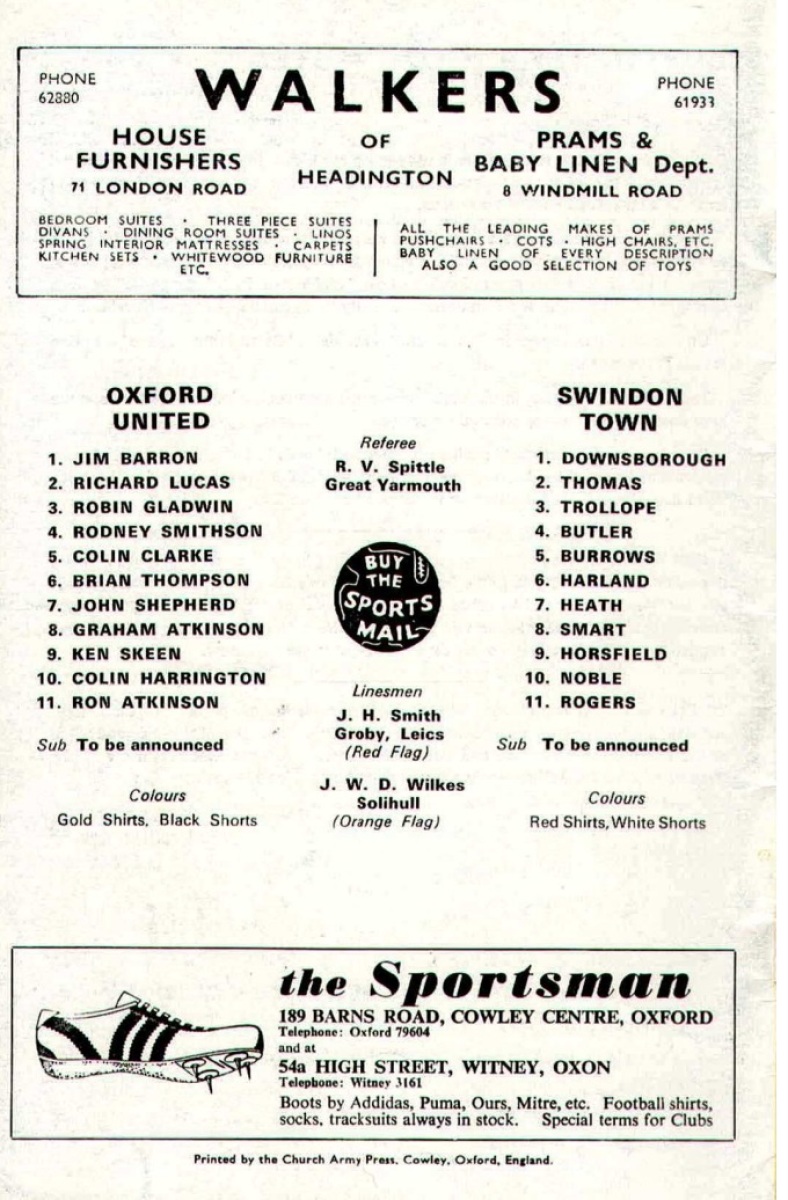 PHONE
62880
WALKERS
PHONE
61933
HOUSE
FURNISHERS
71 LONDON ROAD
OF
HEADINGTON
PRAMS &
BABY LINEN Dept.
8 WINDMILL ROAD
BEDROOM SUITES · THREE PIECE SUITES
DIVANS · DINING ROOM SUITES · LINOS
SPRING INTERIOR MATTRESSES · CARPETS
KITCHEN SETS · WHITEWOOD FURNITURE
ETC.
ALL THE LEADING MAKES OF PRAMS
PUSHCHAIRS · COTS · HIGH CHAIRS, ETC.
BABY LINEN OF EVERY DESCRIPTION
ALSO A GOOD SELECTION OF TOYS
OXFORD
UNITED
1. JIM BARRON
2. RICHARD LUCAS
3. ROBIN GLADWIN
4. RODNEY SMITHSON
5. COLIN CLARKE
6. BRIAN THOMPSON
7. JOHN SHEPHERD
8. GRAHAM ATKINSON
9. KEN SKEEN
10. COLIN HARRINGTON
11. RON ATKINSON
Sub To be announced
Colours
Gold Shirts, Black Shorts
Referee
R. V. Spittle
Great Yarmouth
BUY
THE
SPORTS
MAIL
Linesmen
J. H. Smith
Groby, Leics
(Red Flag)
J. W. D. Wilkes
Solihull
(Orange Flag)
SWINDON
TOWN
1. DOWNSBOROUGH
2. THOMAS
3. TROLLOPE
4. BUTLER
5. BURROWS
6. HARLAND
7. HEATH
8. SMART
9. HORSFIELD
10. NOBLE
11. ROGERS
Sub To be announced
Colours
Red Shirts, White Shorts
the Sportsman
189 BARNS ROAD, COWLEY CENTRE, OXFORD
Telephone: Oxford 79604
and at
54a HIGH STREET, WITNEY, OXON
Telephone: Witney 3161
Boots by Addidas, Puma, Ours, Mitre, etc. Football shirts,
socks, tracksuits always in stock. Special terms for Clubs
Printed by the Church Army Press, Cowley, Oxford, England.